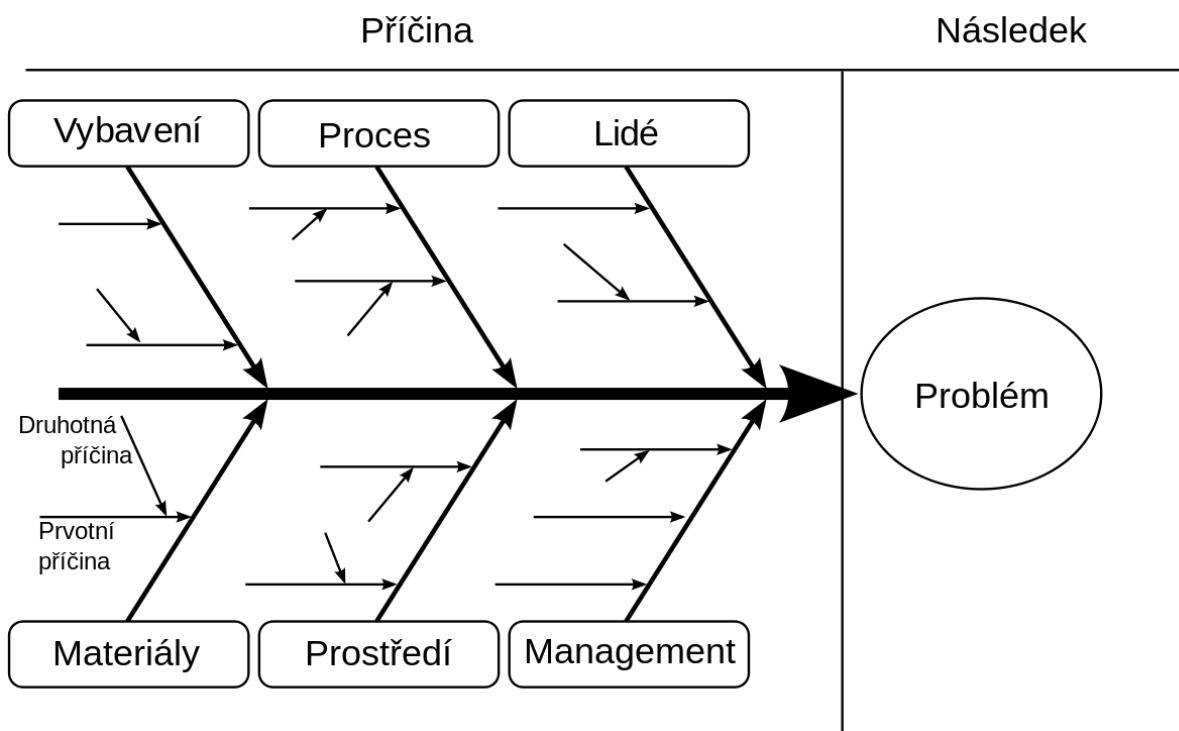 Příčina
Následek
Vybavení
Proces
Lidé
Problém
Druhotná
příčina
Prvotní
příčina
Materiály
Prostředí
Management